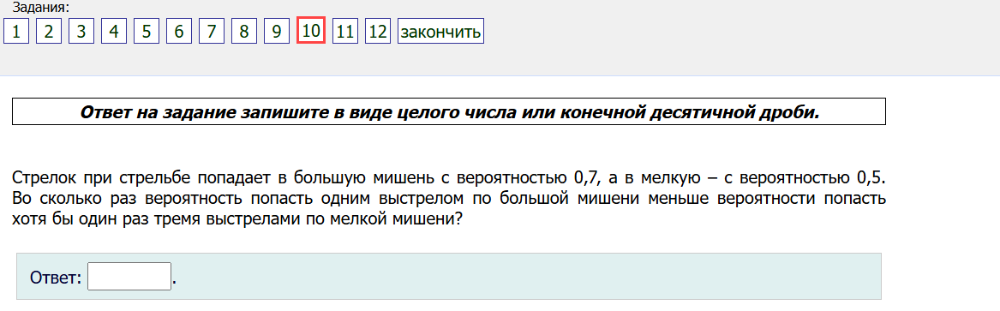 Задания:
1 2 3 4 5 6 7 8 9 10 11 12 закончить
Ответ на задание запишите в виде целого числа или конечной десятичной дроби.
Стрелок при стрельбе попадает в большую мишень с вероятностью 0,7, а в мелкую – с вероятностью 0,5.
Во сколько раз вероятность попасть одним выстрелом по большой мишени меньше вероятности попасть
хотя бы один раз тремя выстрелами по мелкой мишени?
Ответ: .